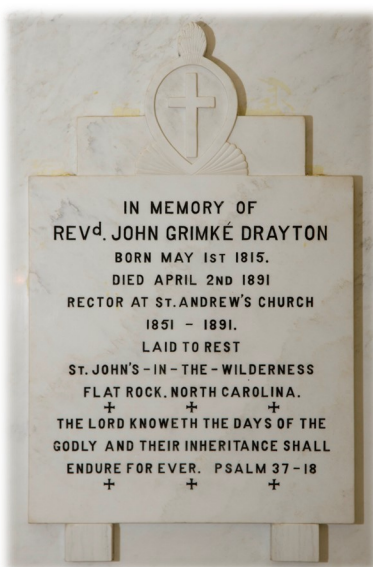 IN MEMORY OF
REVd. JOHN GRIMKÉ DRAYTON
BORN MAY 1ST 1815.
DIED APRIL 2ND 1891
RECTOR AT ST. ANDREW'S CHURCH
1851 - 1891.
LAID TO REST
ST. JOHN'S-IN-THE-WILDERNESS
FLAT ROCK. NORTH CAROLINA.
THE LORD KNOWETH THE DAYS OF THE
GODLY AND THEIR INHERITANCE SHALL
ENDURE FOR EVER. PSALM 37-18